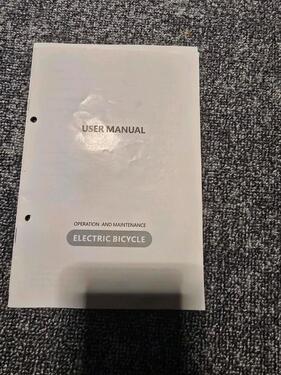 USER MANUAL
OPERATION AND MAINTENANCE
ELECTRIC BICYCLE